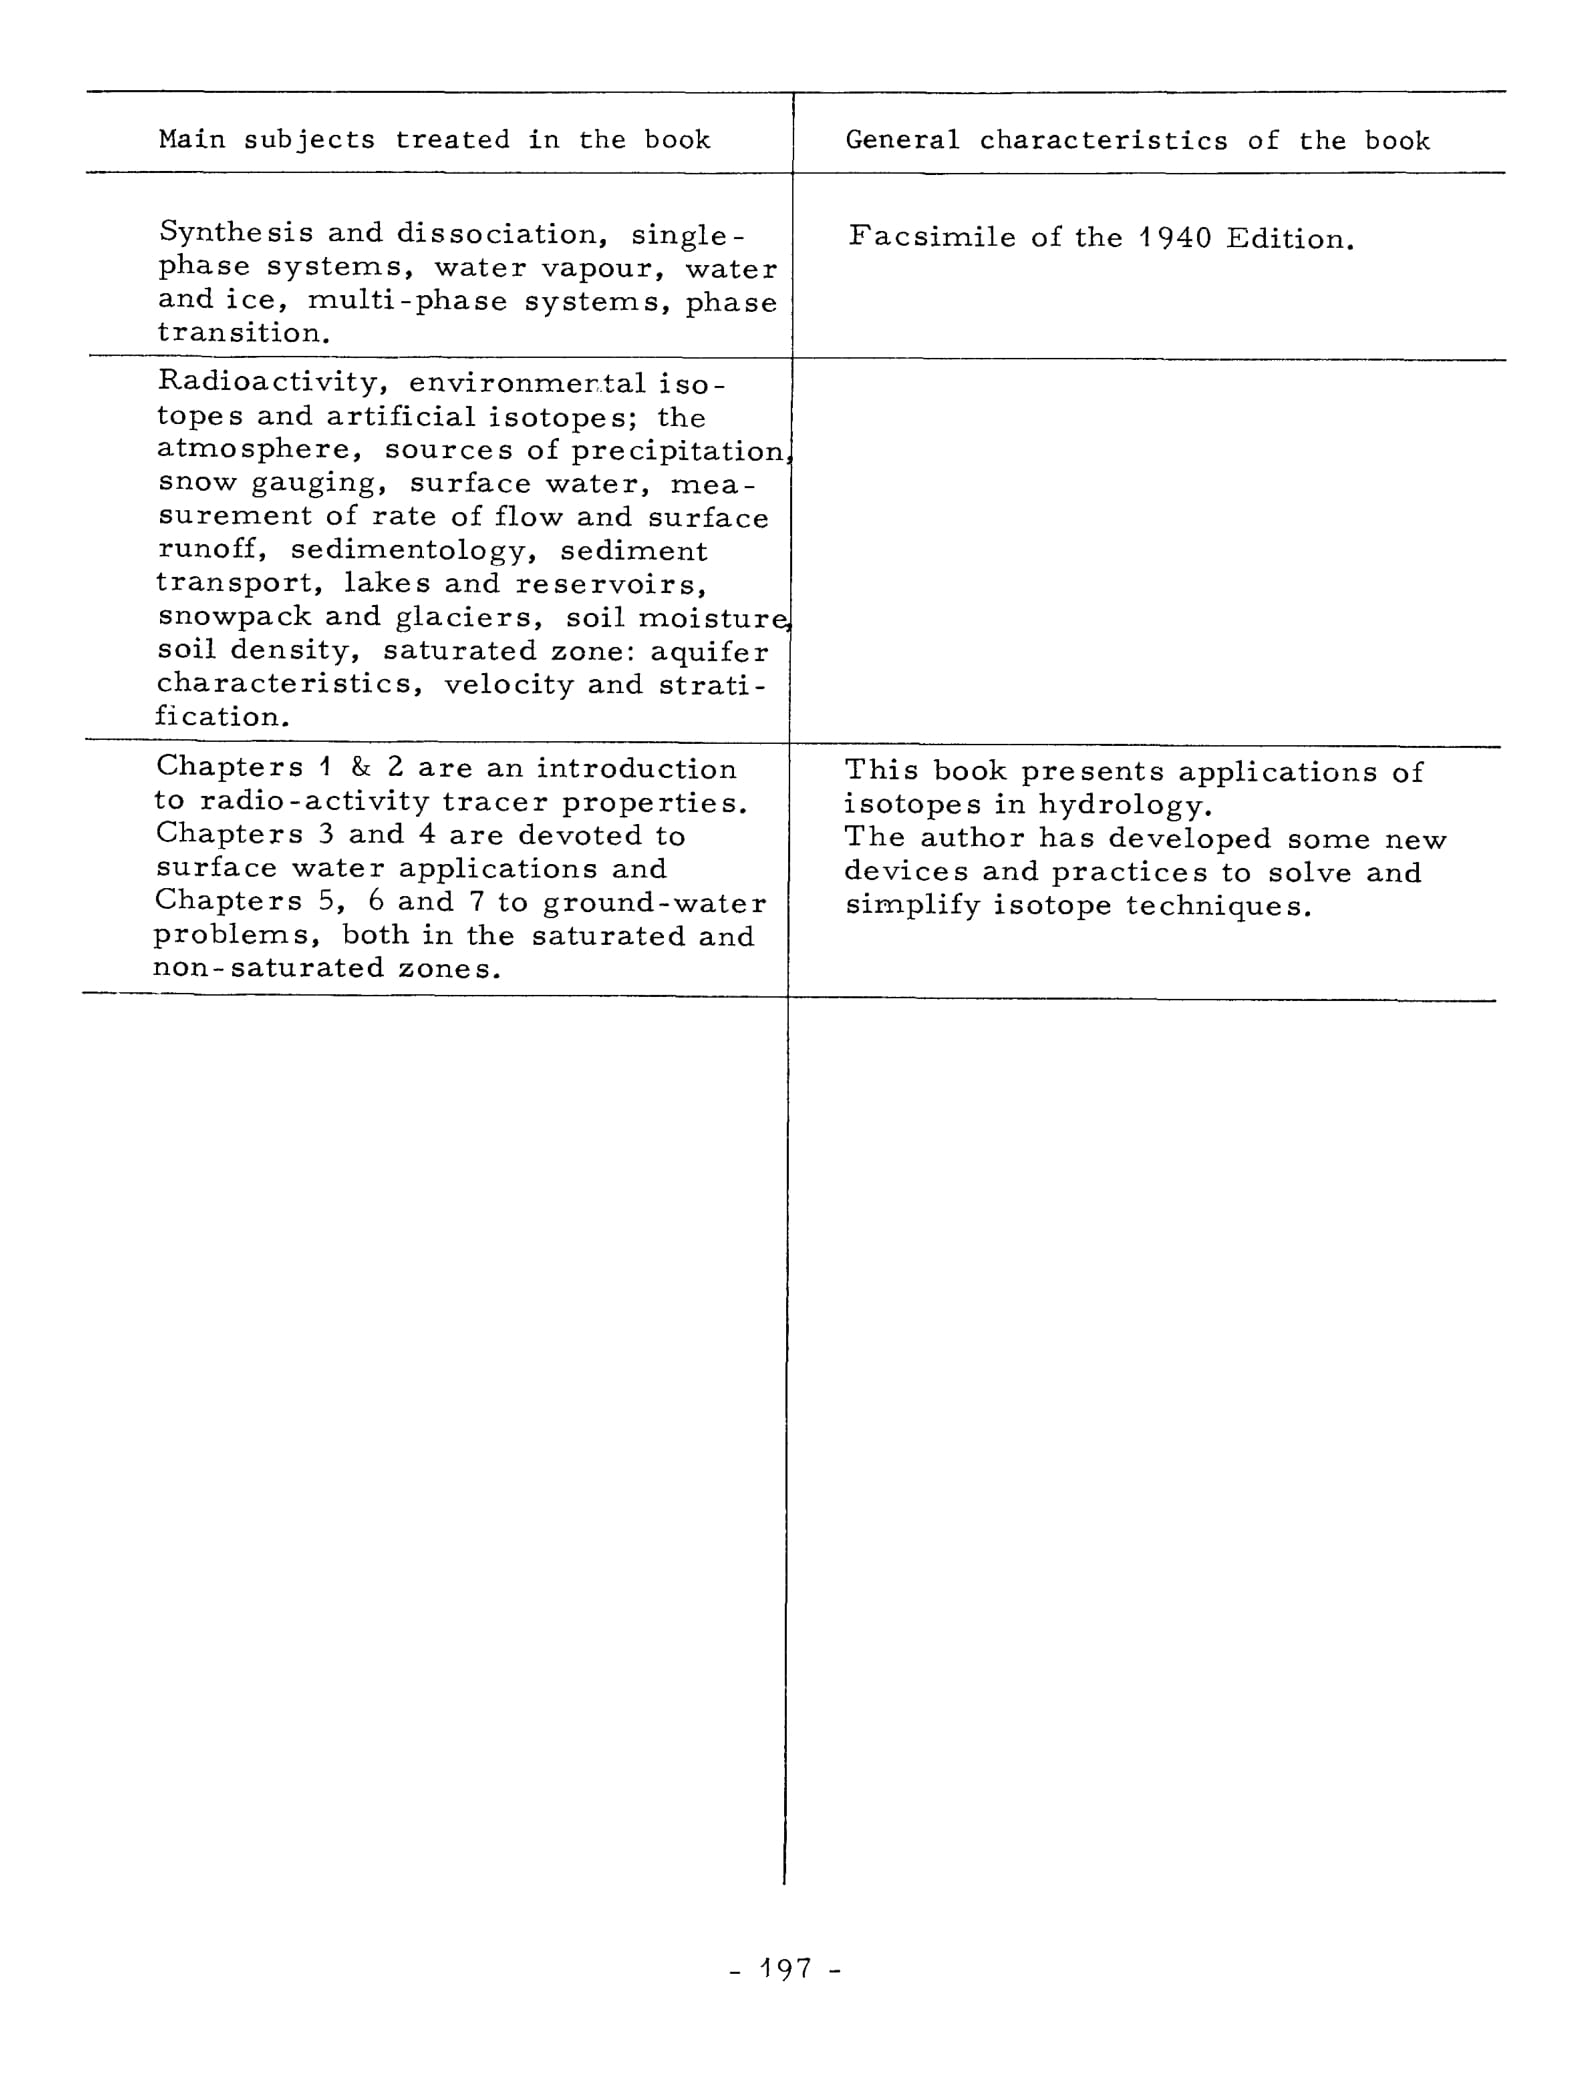 Main subjects treated in the book
General characteristics of the book
Synthesis and dissociation, single-
phase systems, water vapour, water
and ice, multi-phase systems, phase
transition.
Facsimile of the 1940 Edition.
Radioactivity, environmental iso-
topes and artificial isotopes; the
atmosphere, sources of precipitation,
snow gauging, surface water, mea-
surement of rate of flow and surface
runoff, sedimentology, sediment
transport, lakes and reservoirs,
snowpack and glaciers, soil moisture,
soil density, saturated zone: aquifer
characteristics, velocity and strati-
fication.
Chapters 1 & 2 are an introduction
to radio-activity tracer properties.
Chapters 3 and 4 are devoted to
surface water applications and
Chapters 5, 6 and 7 to ground-water
problems, both in the saturated and
non-saturated zones.
This book presents applications of
isotopes in hydrology.
The author has developed some new
devices and practices to solve and
simplify isotope techniques.
- 197 -